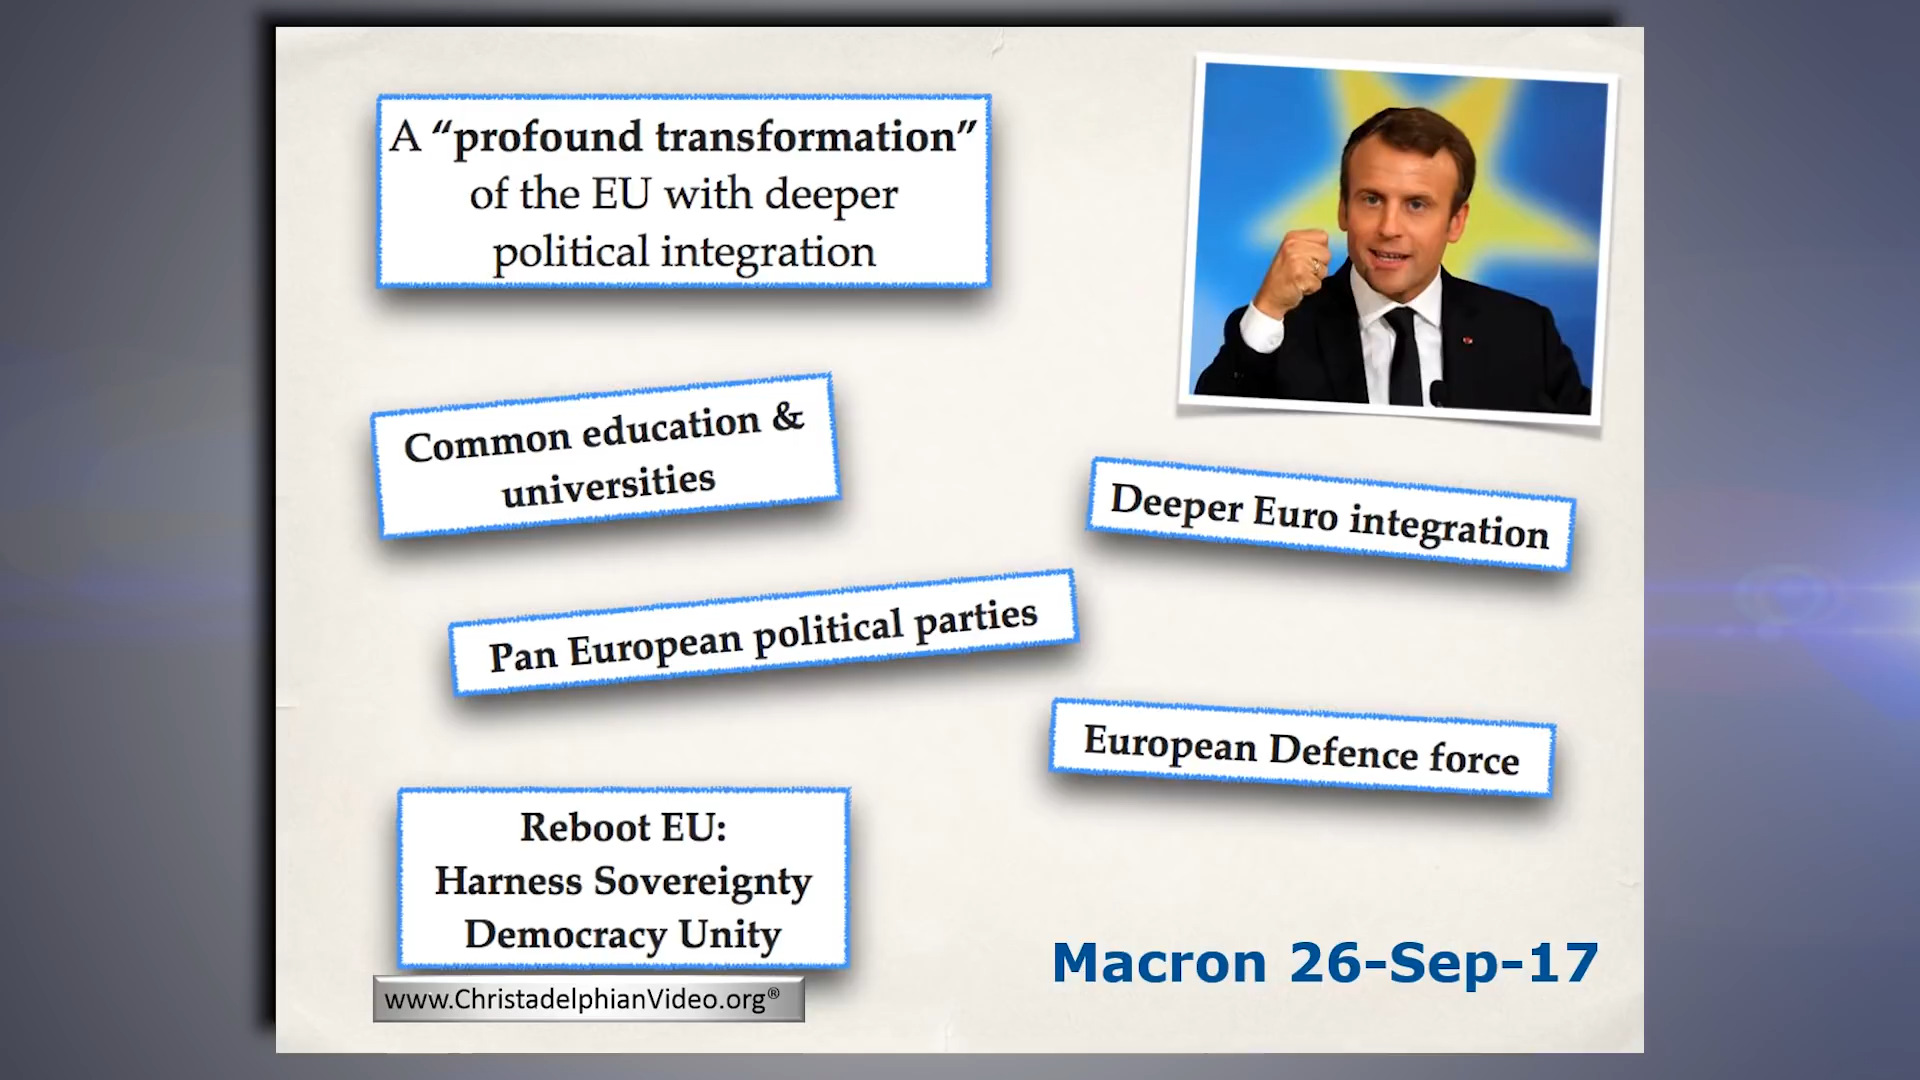 A “profound transformation”
of the EU with deeper
political integration
Common education &
universities
Deeper Euro integration
Pan European political parties
European Defence force
Reboot EU:
Harness Sovereignty
Democracy Unity
Macron 26-Sep-17
www.ChristadelphianVideo.org®